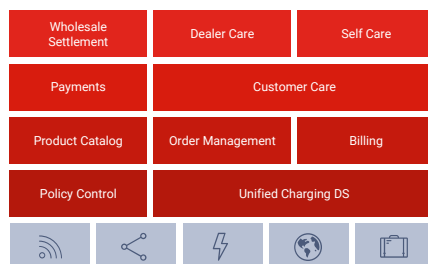 Wholesale
Settlement
Dealer Care
Self Care
Payments
Customer Care
Product Catalog
Order Management
Billing
Policy Control
Unified Charging DS